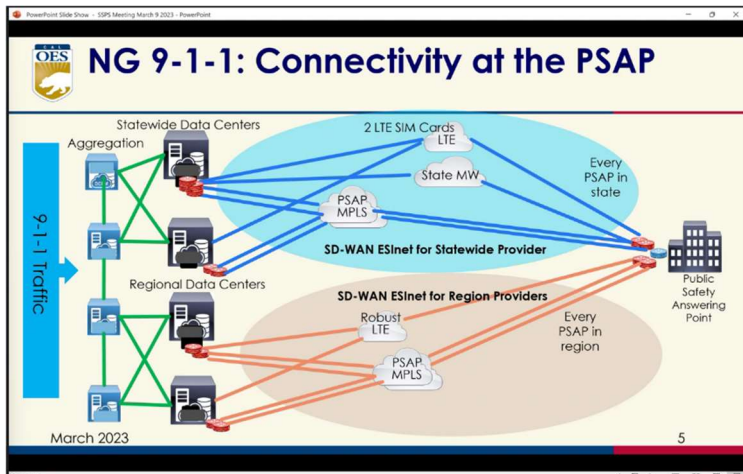 PowerPoint Slide Show - SSPS Meeting March 9 2023 - PowerPoint
CAL
OES
NG 9-1-1: Connectivity at the PSAP
Statewide Data Centers
Aggregation
2 LTE SIM Cards
LTE
State MW
Every
PSAP in
state
PSAP
MPLS
SD-WAN ESInet for Statewide Provider
9-1-1 Traffic
Regional Data Centers
SD-WAN ESInet for Region Providers
Robust
LTE
PSAP
MPLS
Every
PSAP in
region
Public
Safety
Answering
Point
March 2023
5